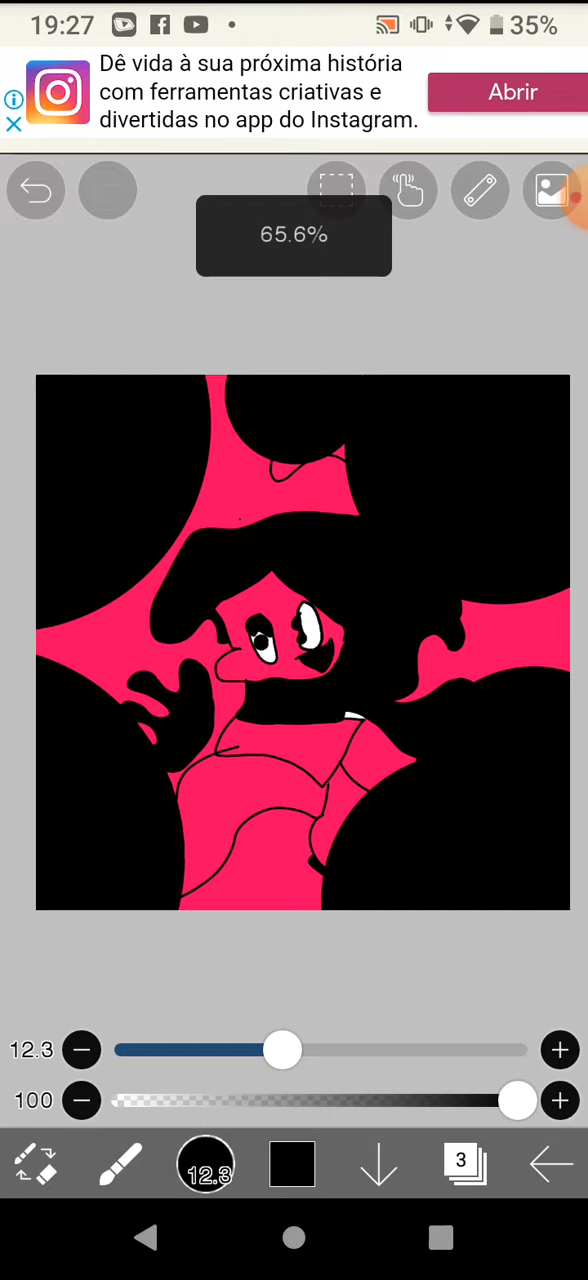 19:27
35%
Dê vida à sua próxima história
com ferramentas criativas e
divertidas no app do Instagram.
Abrir
65.6%
12.3
100
12.3
3